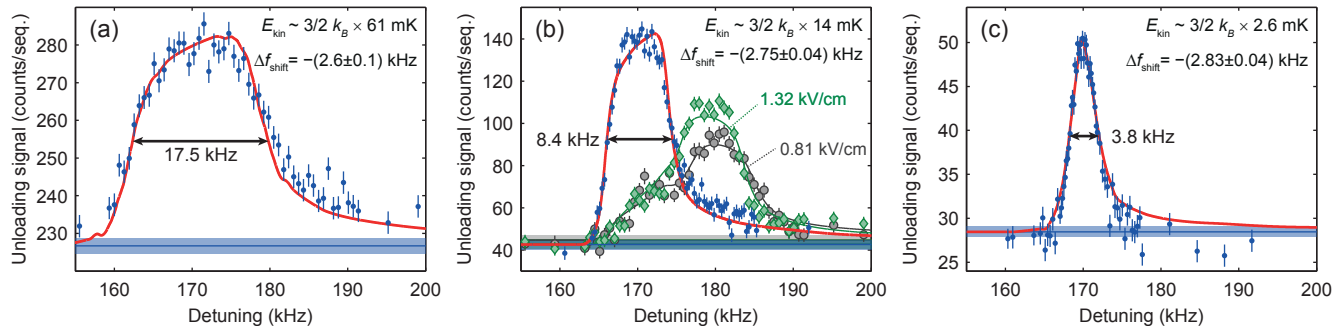 (a)
E_kin ~ 3/2 k_B × 61 mK
Δf_shift = −(2.6±0.1) kHz
17.5 kHz
Unloading signal (counts/seq.)
280
270
260
250
240
230
160 170 180 190 200
Detuning (kHz)
(b)
E_kin ~ 3/2 k_B × 14 mK
Δf_shift = −(2.75±0.04) kHz
1.32 kV/cm
8.4 kHz
0.81 kV/cm
Unloading signal (counts/seq.)
140
120
100
80
60
40
160 170 180 190 200
Detuning (kHz)
(c)
E_kin ~ 3/2 k_B × 2.6 mK
Δf_shift = −(2.83±0.04) kHz
3.8 kHz
Unloading signal (counts/seq.)
50
45
40
35
30
25
160 170 180 190 200
Detuning (kHz)